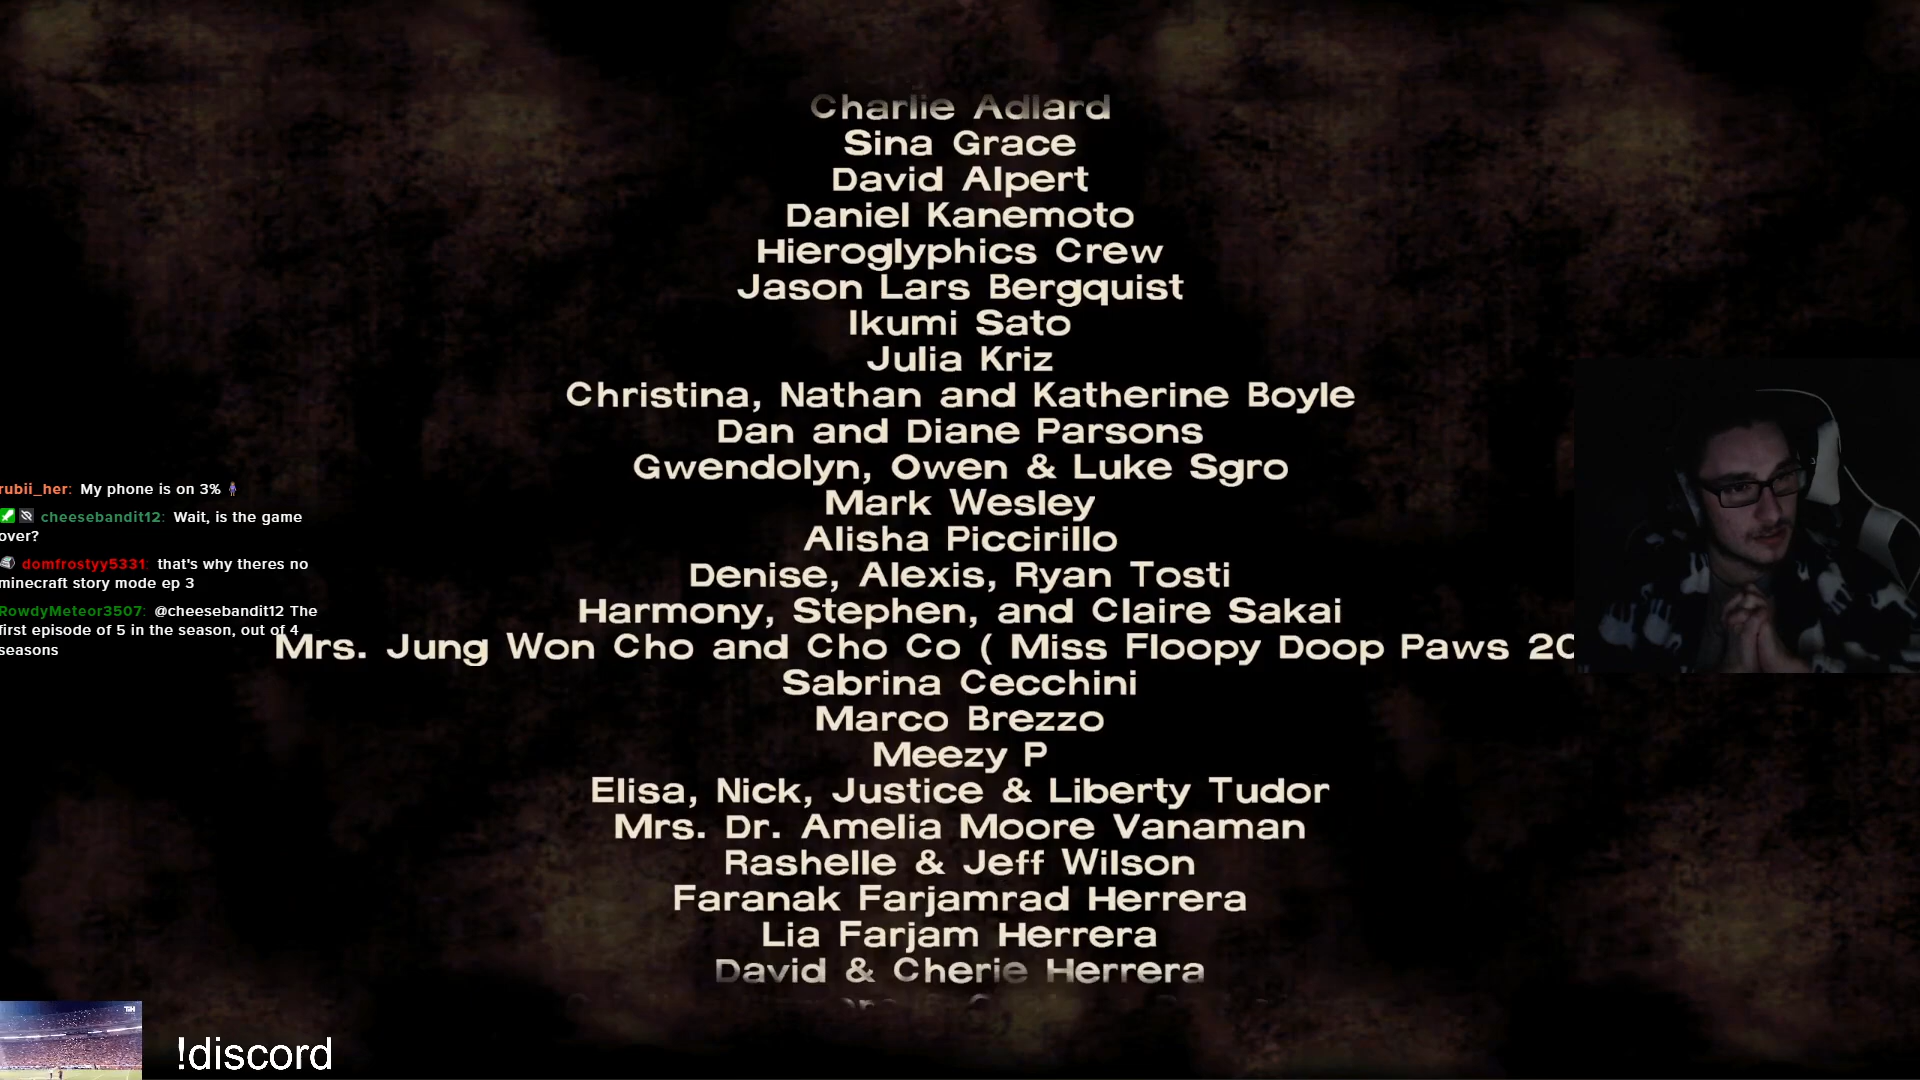 Charlie Adlard
Sina Grace
David Alpert
Daniel Kanemoto
Hieroglyphics Crew
Jason Lars Bergquist
Ikumi Sato
Julia Kriz
Christina, Nathan and Katherine Boyle
Dan and Diane Parsons
Gwendolyn, Owen & Luke Sgro
Mark Wesley
Alisha Piccirillo
Denise, Alexis, Ryan Tosti
Harmony, Stephen, and Claire Sakai
Mrs. Jung Won Cho and Cho Co ( Miss Floopy Doop Paws 20
Sabrina Cecchini
Marco Brezzo
Meezy P
Elisa, Nick, Justice & Liberty Tudor
Mrs. Dr. Amelia Moore Vanaman
Rashelle & Jeff Wilson
Faranak Farjamrad Herrera
Lia Farjam Herrera
David & Cherie Herrera
rubii_her: My phone is on 3%
cheesebandit12: Wait, is the game
over?
domfrostyy5331: that's why theres no
minecraft story mode ep 3
RowdyMeteor3507: @cheesebandit12 The
first episode of 5 in the season, out of 4
seasons
!discord